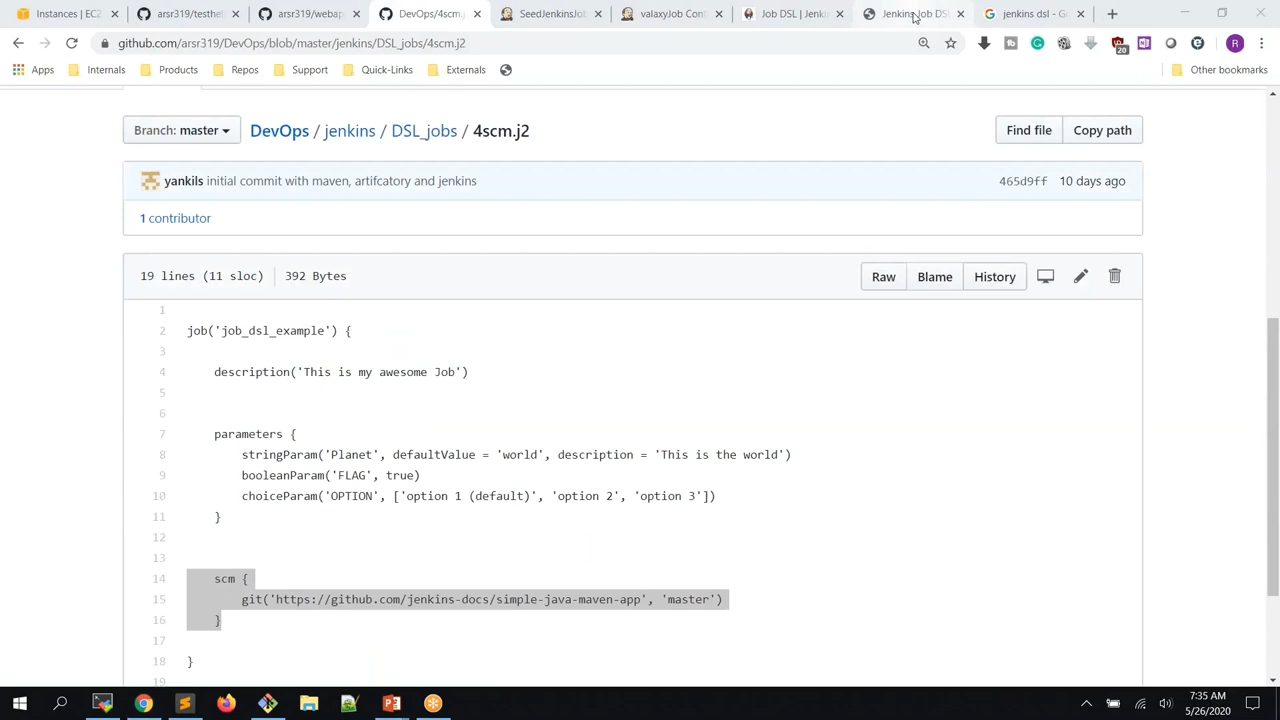 Instances | EC2
arsr319/testhel
arsr319/webap
DevOps/4scm.j
SeedJenkinsJob
valaxyJob Con
Job DSL | Jenkin
Jenkins Job DS
jenkins dsl - G
github.com/arsr319/DevOps/blob/master/jenkins/DSL_jobs/4scm.j2
20
R
Apps
Internals
Products
Repos
Support
Quick-Links
Externals
Other bookmarks
Branch: master
DevOps / jenkins / DSL_jobs / 4scm.j2
Find file
Copy path
yankils initial commit with maven, artifcatory and jenkins
465d9ff 10 days ago
1 contributor
19 lines (11 sloc) 392 Bytes
Raw
Blame
History
1
2 job('job_dsl_example') {
3
4 description('This is my awesome Job')
5
6
7 parameters {
8 stringParam('Planet', defaultValue = 'world', description = 'This is the world')
9 booleanParam('FLAG', true)
10 choiceParam('OPTION', ['option 1 (default)', 'option 2', 'option 3'])
11 }
12
13
14 scm {
15 git('https://github.com/jenkins-docs/simple-java-maven-app', 'master')
16 }
17
18 }
19
7:35 AM
5/26/2020